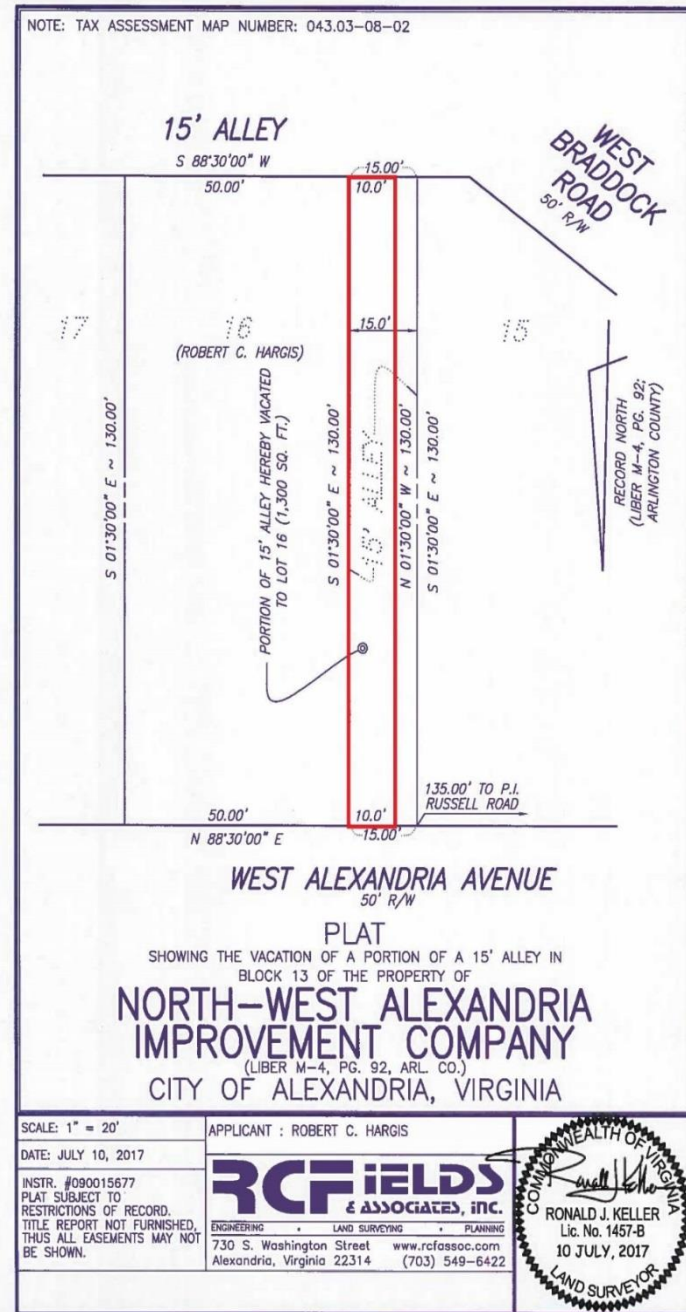 NOTE: TAX ASSESSMENT MAP NUMBER: 043.03-08-02
15' ALLEY
S 88°30'00" W
50.00'
15.00'
10.0'
WEST
BRADDOCK
ROAD
50' R/W
17
16
(ROBERT C. HARGIS)
15.0'
15
S 01°30'00" E ~ 130.00'
PORTION OF 15' ALLEY HEREBY VACATED
TO LOT 16 (1,300 SQ. FT.)
S 01°30'00" E ~ 130.00'
15' ALLEY
N 01°30'00" W ~ 130.00'
S 01°30'00" E ~ 130.00'
RECORD NORTH
(LIBER M-4, PG. 92;
ARLINGTON COUNTY)
135.00' TO P.I.
RUSSELL ROAD
50.00'
10.0'
N 88°30'00" E
15.00'
WEST ALEXANDRIA AVENUE
50' R/W
PLAT
SHOWING THE VACATION OF A PORTION OF A 15' ALLEY IN
BLOCK 13 OF THE PROPERTY OF
NORTH-WEST ALEXANDRIA
IMPROVEMENT COMPANY
(LIBER M-4, PG. 92, ARL. CO.)
CITY OF ALEXANDRIA, VIRGINIA
SCALE: 1" = 20'
DATE: JULY 10, 2017
INSTR. #090015677
PLAT SUBJECT TO
RESTRICTIONS OF RECORD.
TITLE REPORT NOT FURNISHED,
THUS ALL EASEMENTS MAY NOT
BE SHOWN.
APPLICANT : ROBERT C. HARGIS
RCFiELDS
& ASSOCIATES, INC.
ENGINEERING • LAND SURVEYING • PLANNING
730 S. Washington Street www.rcfassoc.com
Alexandria, Virginia 22314 (703) 549-6422
COMMONWEALTH OF VIRGINIA
Ronald J. Keller
RONALD J. KELLER
Lic. No. 1457-B
10 JULY, 2017
LAND SURVEYOR